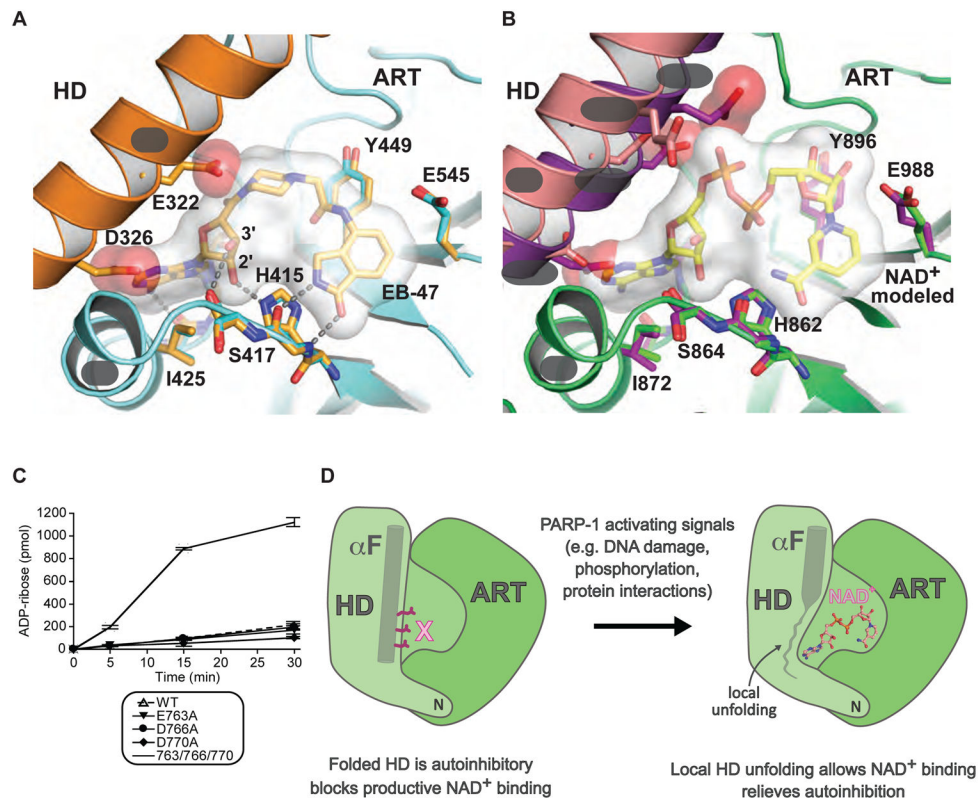 A
HD
ART
Y449
E545
E322
D326
3'
2'
H415
EB-47
S417
I425
B
HD
ART
Y896
E988
NAD+
modeled
H862
S864
I872
C
ADP-ribose (pmol)
1200
1000
800
600
400
200
0
0 5 10 15 20 25 30
Time (min)
WT
E763A
D766A
D770A
763/766/770
D
αF
HD
ART
X
N
Folded HD is autoinhibitory
blocks productive NAD+ binding
PARP-1 activating signals
(e.g. DNA damage,
phosphorylation,
protein interactions)
αF
HD
ART
NAD+
local
unfolding
N
Local HD unfolding allows NAD+ binding
relieves autoinhibition